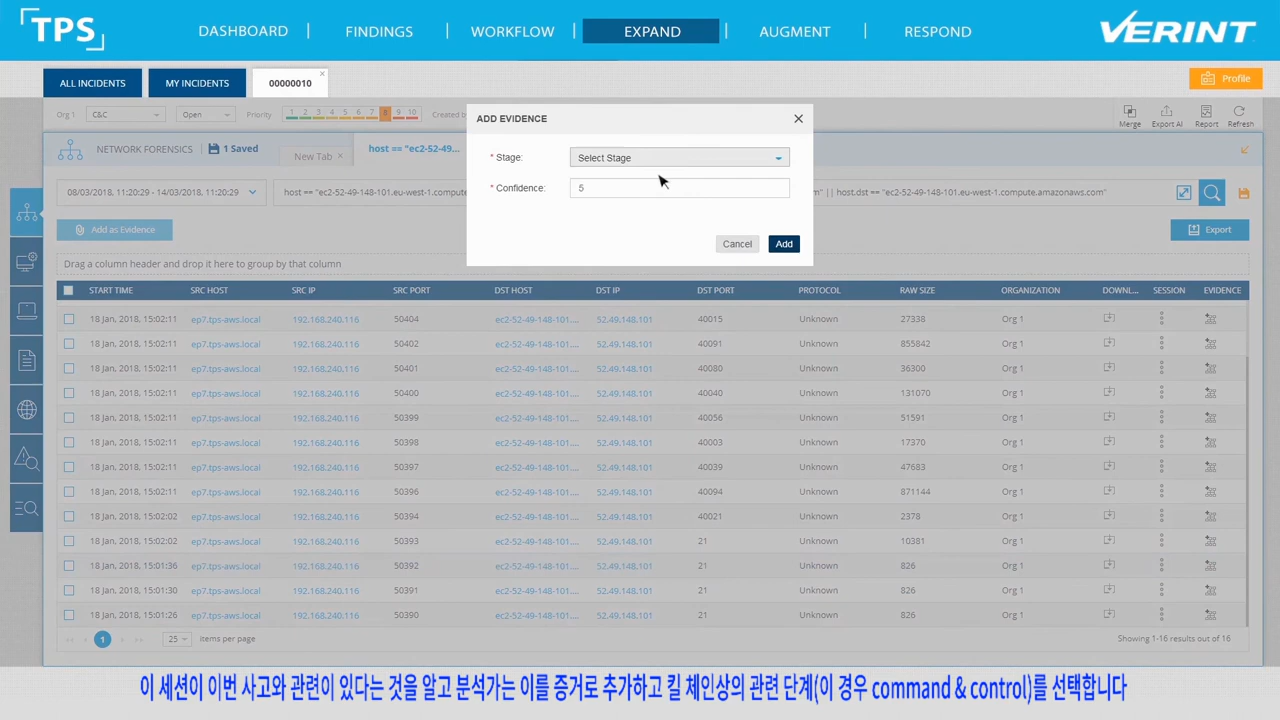 TPS
DASHBOARD
FINDINGS
WORKFLOW
EXPAND
AUGMENT
RESPOND
VERINT
ALL INCIDENTS
MY INCIDENTS
00000010
Profile
Org 1 C&C Open Priority 1 2 3 4 5 6 7 8 9 10 Created by
Merge Export AI Report Refresh
ADD EVIDENCE
* Stage: Select Stage
* Confidence: 5
Cancel Add
NETWORK FORENSICS 1 Saved New Tab host == "ec2-52-49...
08/03/2018, 11:20:29 - 14/03/2018, 11:20:29 host == "ec2-52-49-148-101.eu-west-1.compute om" || host.dst == "ec2-52-49-148-101.eu-west-1.compute.amazonaws.com"
Add as Evidence Export
Drag a column header and drop it here to group by that column
START TIME SRC HOST SRC IP SRC PORT DST HOST DST IP DST PORT PROTOCOL RAW SIZE ORGANIZATION DOWNL... SESSION EVIDENCE
18 Jan, 2018, 15:02:11 ep7.tps-aws.local 192.168.240.116 50404 ec2-52-49-148-101.... 52.49.148.101 40015 Unknown 27338 Org 1
18 Jan, 2018, 15:02:11 ep7.tps-aws.local 192.168.240.116 50402 ec2-52-49-148-101.... 52.49.148.101 40091 Unknown 855842 Org 1
18 Jan, 2018, 15:02:11 ep7.tps-aws.local 192.168.240.116 50401 ec2-52-49-148-101.... 52.49.148.101 40080 Unknown 36300 Org 1
18 Jan, 2018, 15:02:11 ep7.tps-aws.local 192.168.240.116 50400 ec2-52-49-148-101.... 52.49.148.101 40040 Unknown 131070 Org 1
18 Jan, 2018, 15:02:11 ep7.tps-aws.local 192.168.240.116 50399 ec2-52-49-148-101.... 52.49.148.101 40056 Unknown 51591 Org 1
18 Jan, 2018, 15:02:11 ep7.tps-aws.local 192.168.240.116 50398 ec2-52-49-148-101.... 52.49.148.101 40003 Unknown 17370 Org 1
18 Jan, 2018, 15:02:11 ep7.tps-aws.local 192.168.240.116 50397 ec2-52-49-148-101.... 52.49.148.101 40039 Unknown 47683 Org 1
18 Jan, 2018, 15:02:11 ep7.tps-aws.local 192.168.240.116 50396 ec2-52-49-148-101.... 52.49.148.101 40094 Unknown 871144 Org 1
18 Jan, 2018, 15:02:02 ep7.tps-aws.local 192.168.240.116 50394 ec2-52-49-148-101.... 52.49.148.101 40021 Unknown 2378 Org 1
18 Jan, 2018, 15:02:02 ep7.tps-aws.local 192.168.240.116 50393 ec2-52-49-148-101.... 52.49.148.101 21 Unknown 10381 Org 1
18 Jan, 2018, 15:01:36 ep7.tps-aws.local 192.168.240.116 50392 ec2-52-49-148-101.... 52.49.148.101 21 Unknown 826 Org 1
18 Jan, 2018, 15:01:30 ep7.tps-aws.local 192.168.240.116 50391 ec2-52-49-148-101.... 52.49.148.101 21 Unknown 826 Org 1
18 Jan, 2018, 15:01:26 ep7.tps-aws.local 192.168.240.116 50390 ec2-52-49-148-101.... 52.49.148.101 21 Unknown 826 Org 1
1 25 items per page Showing 1-16 results out of 16
이 세션이 이번 사고와 관련이 있다는 것을 알고 분석가는 이를 증거로 추가하고 킬 체인상의 관련 단계(이 경우 command & control)를 선택합니다